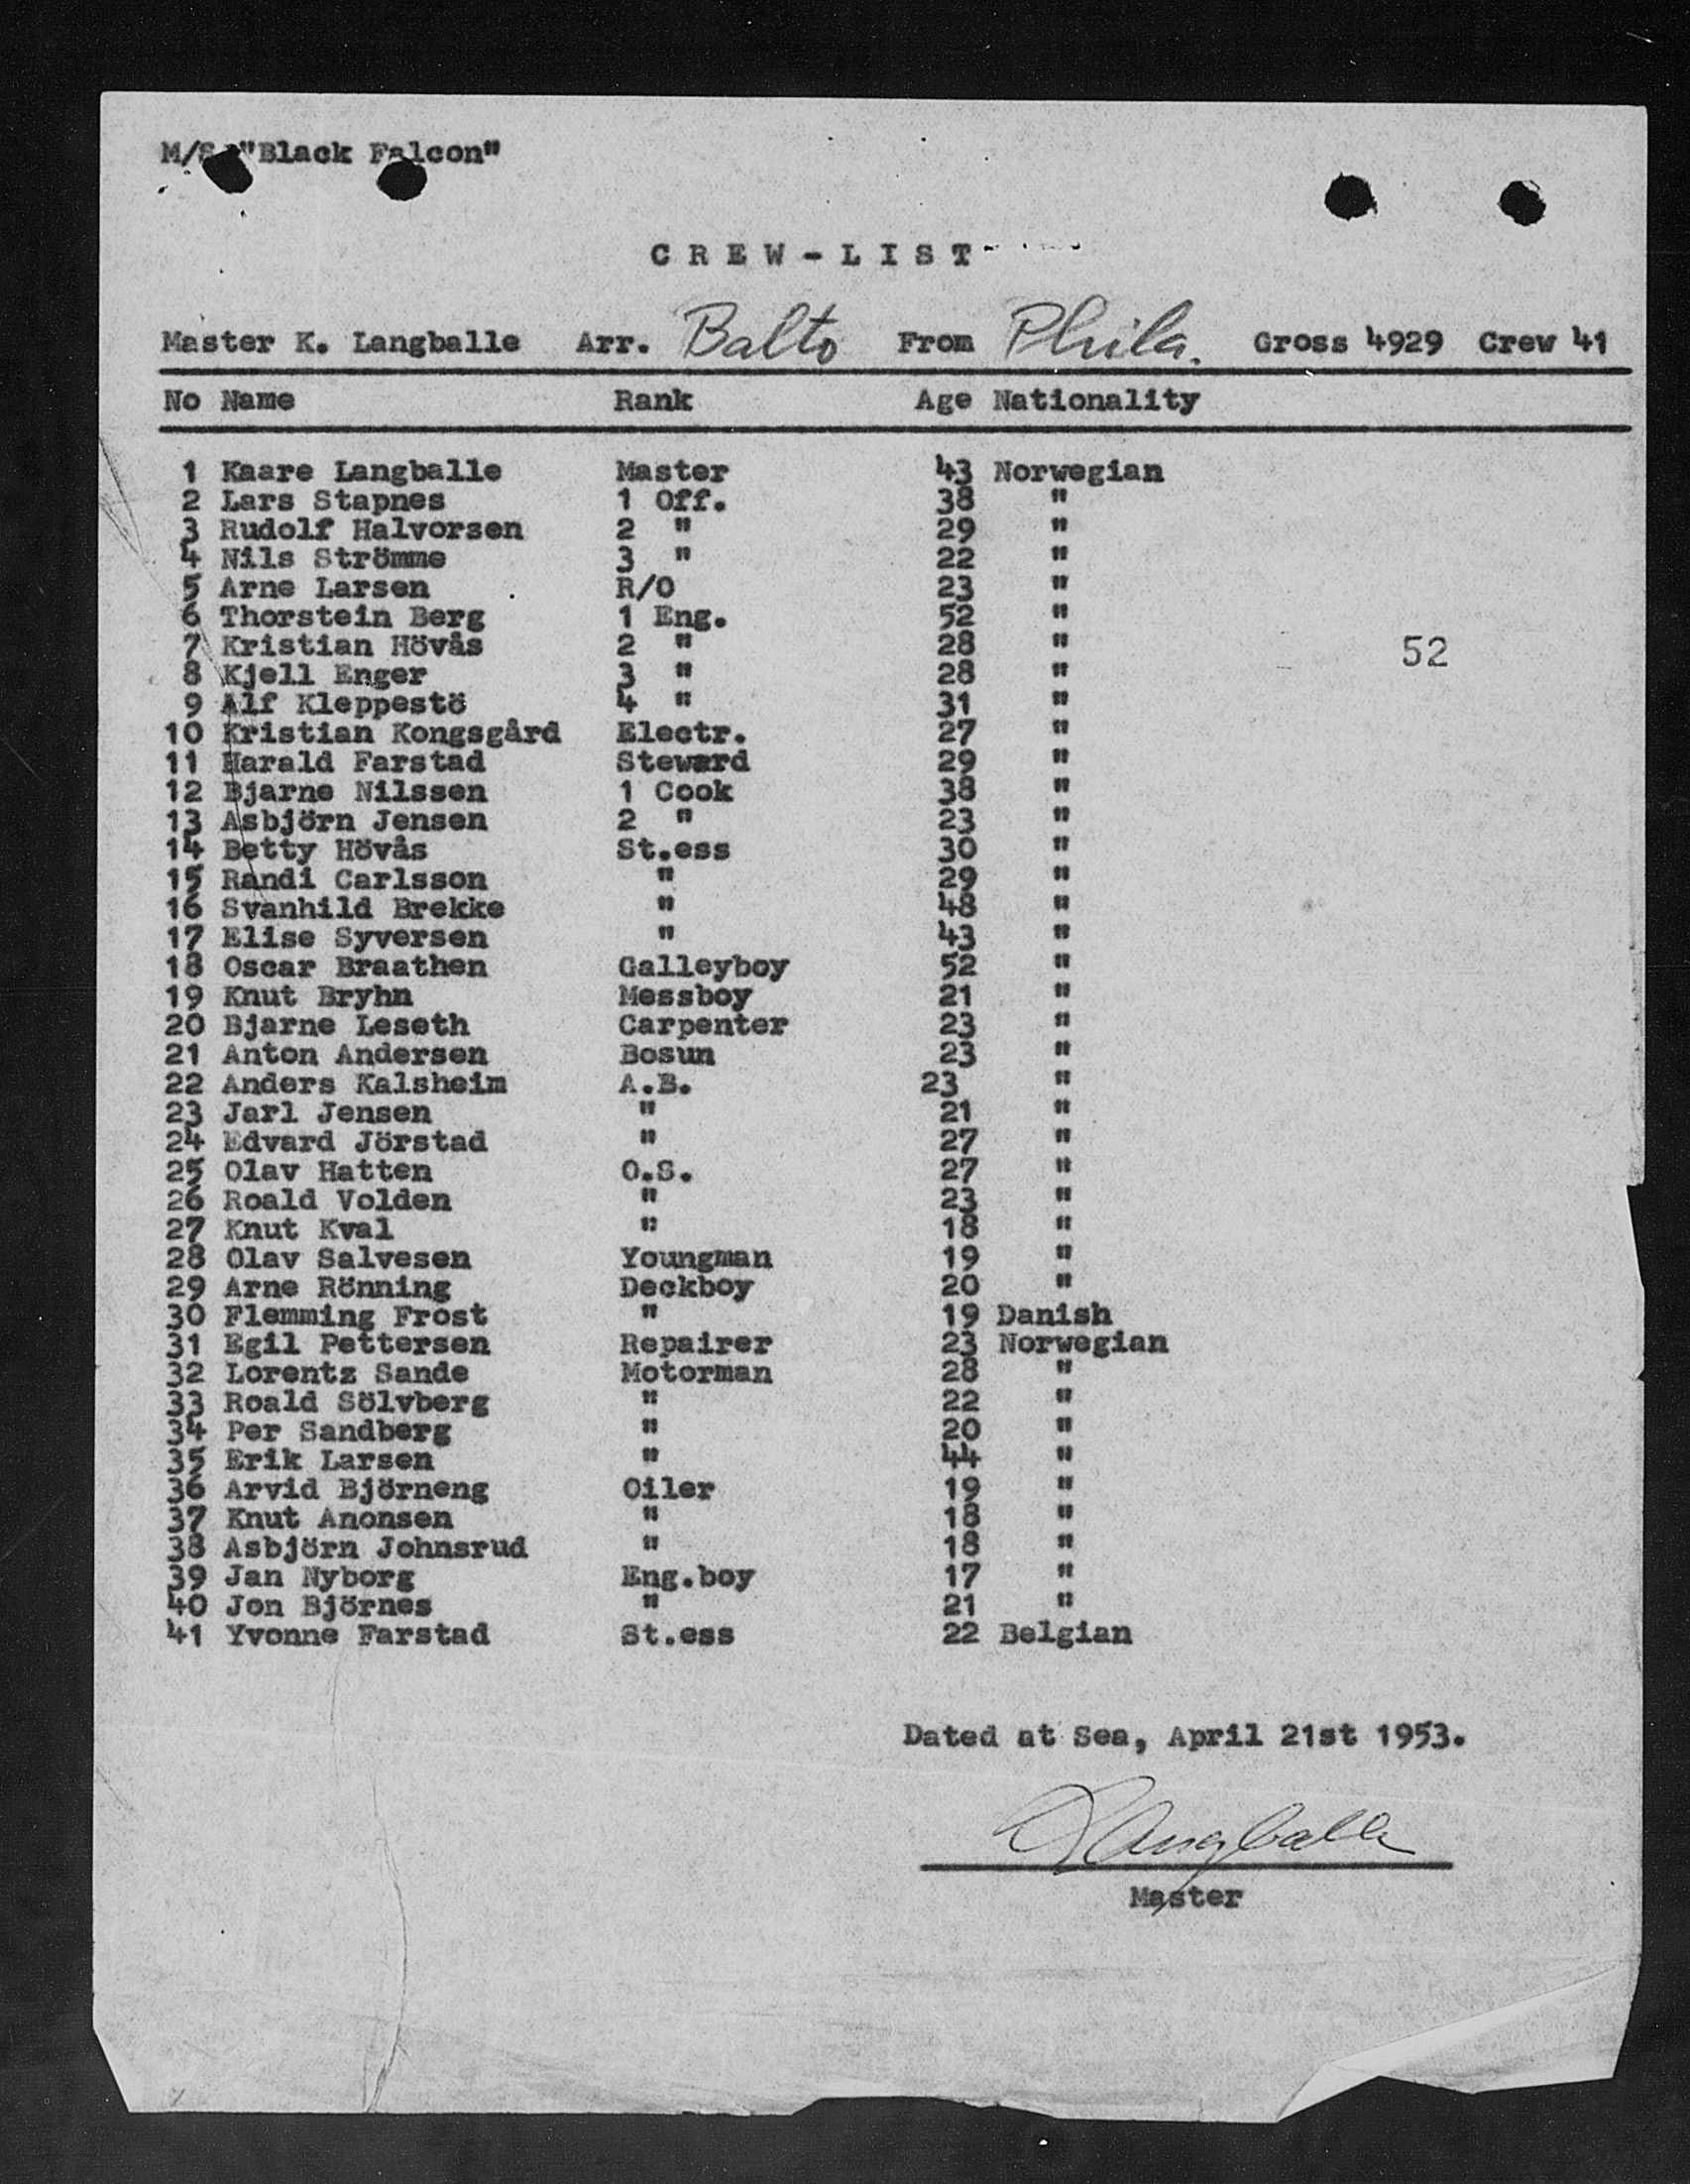 M/S "Black Falcon"
CREW-LIST
Master K. Langballe Arr. Balto From Phila. Gross 4929 Crew 41
No Name Rank Age Nationality
1 Kaare Langballe Master 43 Norwegian
2 Lars Stapnes 1 Off. 38 "
3 Rudolf Halvorsen 2 " 29 "
4 Nils Strömme 3 " 22 "
5 Arne Larsen R/O 23 "
6 Thorstein Berg 1 Eng. 52 "
7 Kristian Hövås 2 " 28 " 52
8 Kjell Enger 3 " 28 "
9 Alf Kleppestö 4 " 31 "
10 Kristian Kongsgård Electr. 27 "
11 Harald Farstad Steward 29 "
12 Bjarne Nilssen 1 Cook 38 "
13 Asbjörn Jensen 2 " 23 "
14 Betty Hövås St.ess 30 "
15 Randi Carlsson " 29 "
16 Svanhild Brekke " 48 "
17 Elise Syversen " 43 "
18 Oscar Braathen Galleyboy 52 "
19 Knut Bryhn Messboy 21 "
20 Bjarne Leseth Carpenter 23 "
21 Anton Andersen Bosun 23 "
22 Anders Kalsheim A.B. 23 "
23 Jarl Jensen " 21 "
24 Edvard Jörstad " 27 "
25 Olav Hatten O.S. 27 "
26 Roald Volden " 23 "
27 Knut Kval " 18 "
28 Olav Salvesen Youngman 19 "
29 Arne Rönning Deckboy 20 "
30 Flemming Frost " 19 Danish
31 Egil Pettersen Repairer 23 Norwegian
32 Lorentz Sande Motorman 28 "
33 Roald Sölvberg " 22 "
34 Per Sandberg " 20 "
35 Erik Larsen " 44 "
36 Arvid Björneng Oiler 19 "
37 Knut Anonsen " 18 "
38 Asbjörn Johnsrud " 18 "
39 Jan Nyborg Eng.boy 17 "
40 Jon Björnes " 21 "
41 Yvonne Farstad St.ess 22 Belgian
Dated at Sea, April 21st 1953.
KLangballe
Master